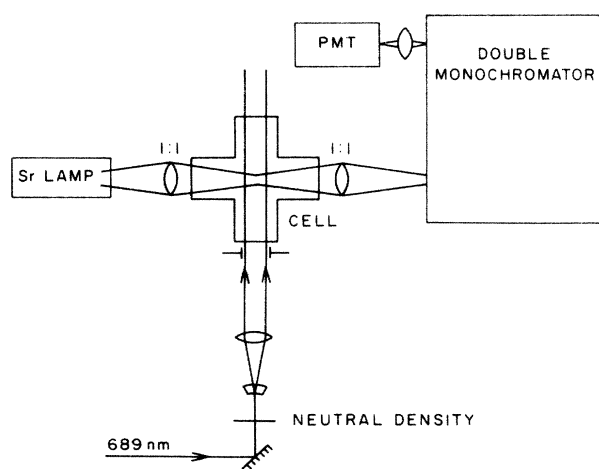 PMT
DOUBLE
MONOCHROMATOR
1:1
1:1
Sr LAMP
CELL
NEUTRAL DENSITY
689 nm